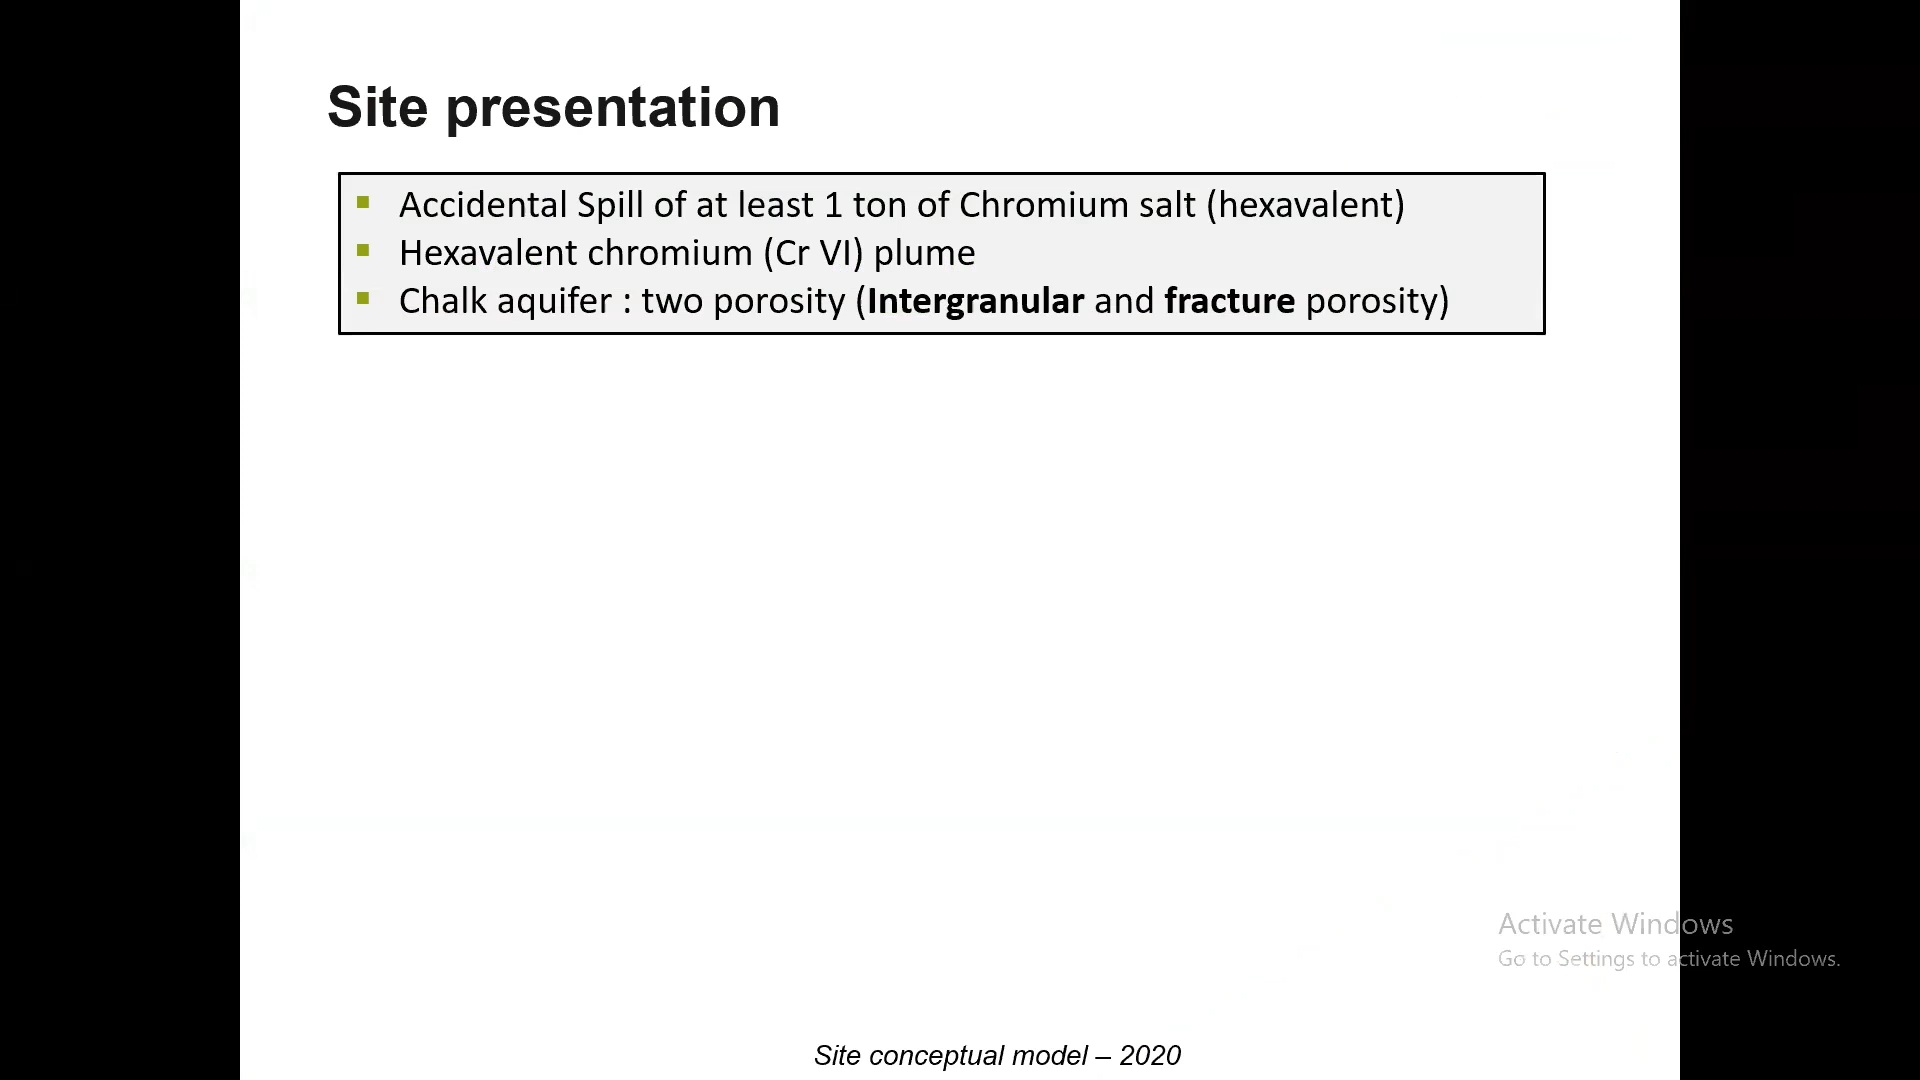 Site presentation
Accidental Spill of at least 1 ton of Chromium salt (hexavalent)
Hexavalent chromium (Cr VI) plume
Chalk aquifer : two porosity (Intergranular and fracture porosity)
Activate Windows
Go to Settings to activate Windows.
Site conceptual model – 2020